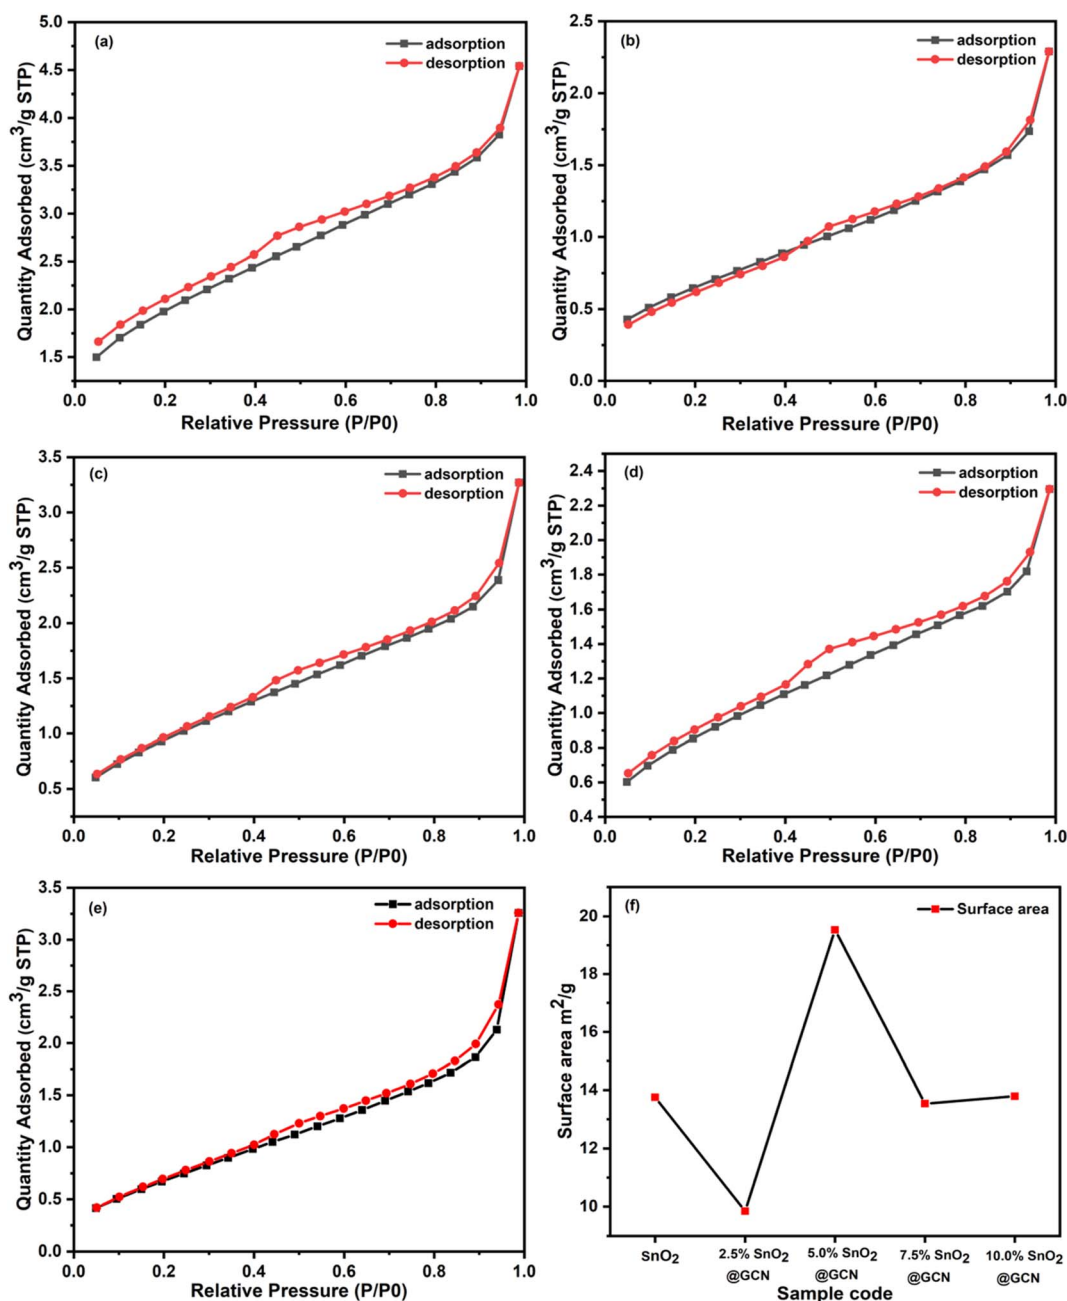 (a)
adsorption
desorption
Quantity Adsorbed (cm³/g STP)
5.0
4.5
4.0
3.5
3.0
2.5
2.0
1.5
0.0 0.2 0.4 0.6 0.8 1.0
Relative Pressure (P/P0)
(b)
adsorption
desorption
Quantity Adsorbed (cm³/g STP)
2.5
2.0
1.5
1.0
0.5
0.0
0.0 0.2 0.4 0.6 0.8 1.0
Relative Pressure (P/P0)
(c)
adsorption
desorption
Quantity Adsorbed (cm³/g STP)
3.5
3.0
2.5
2.0
1.5
1.0
0.5
0.0 0.2 0.4 0.6 0.8 1.0
Relative Pressure (P/P0)
(d)
adsorption
desorption
Quantity Adsorbed (cm³/g STP)
2.4
2.2
2.0
1.8
1.6
1.4
1.2
1.0
0.8
0.6
0.4
0.0 0.2 0.4 0.6 0.8 1.0
Relative Pressure (P/P0)
(e)
adsorption
desorption
Quantity Adsorbed (cm³/g STP)
3.5
3.0
2.5
2.0
1.5
1.0
0.5
0.0
0.0 0.2 0.4 0.6 0.8 1.0
Relative Pressure (P/P0)
(f)
Surface area
Surface area m²/g
20
18
16
14
12
10
SnO₂ 2.5% SnO₂ 5.0% SnO₂ 7.5% SnO₂ 10.0% SnO₂
@GCN @GCN @GCN @GCN
Sample code